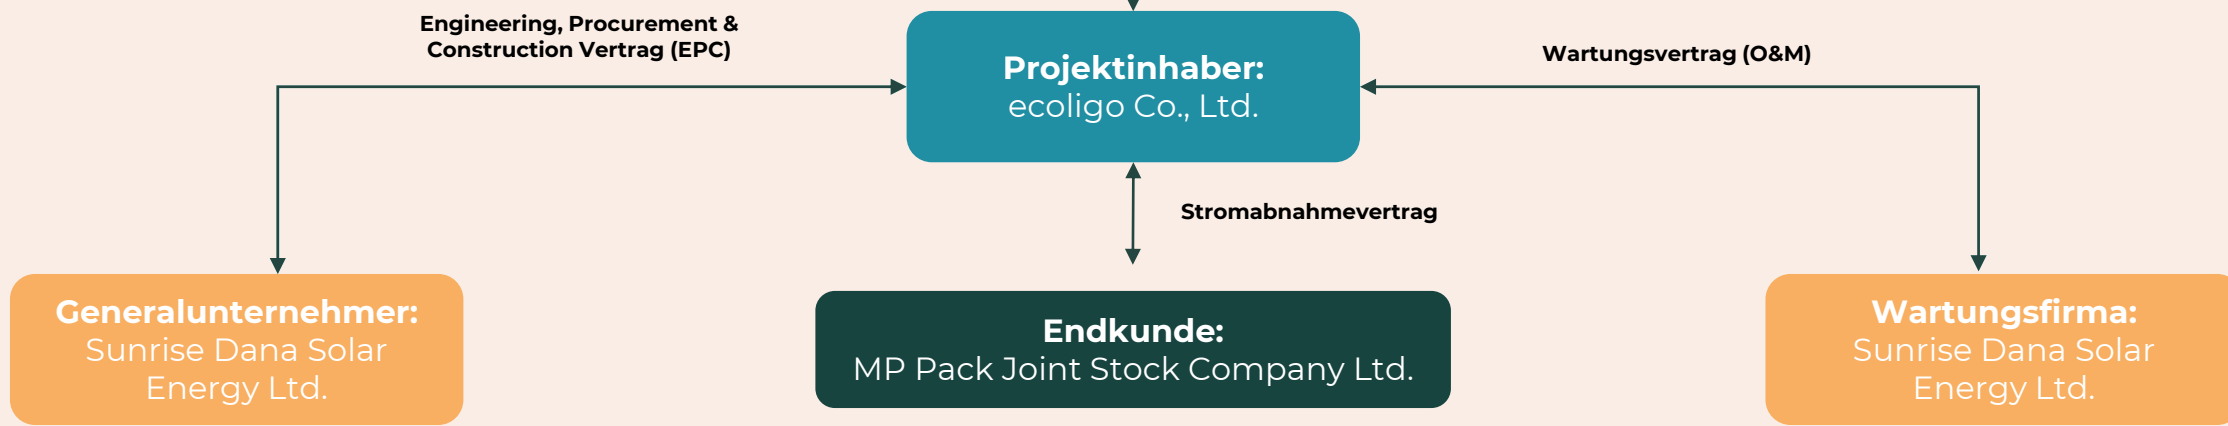 Engineering, Procurement &
Construction Vertrag (EPC)
Projektinhaber:
ecoligo Co., Ltd.
Wartungsvertrag (O&M)
Stromabnahmevertrag
Generalunternehmer:
Sunrise Dana Solar
Energy Ltd.
Endkunde:
MP Pack Joint Stock Company Ltd.
Wartungsfirma:
Sunrise Dana Solar
Energy Ltd.